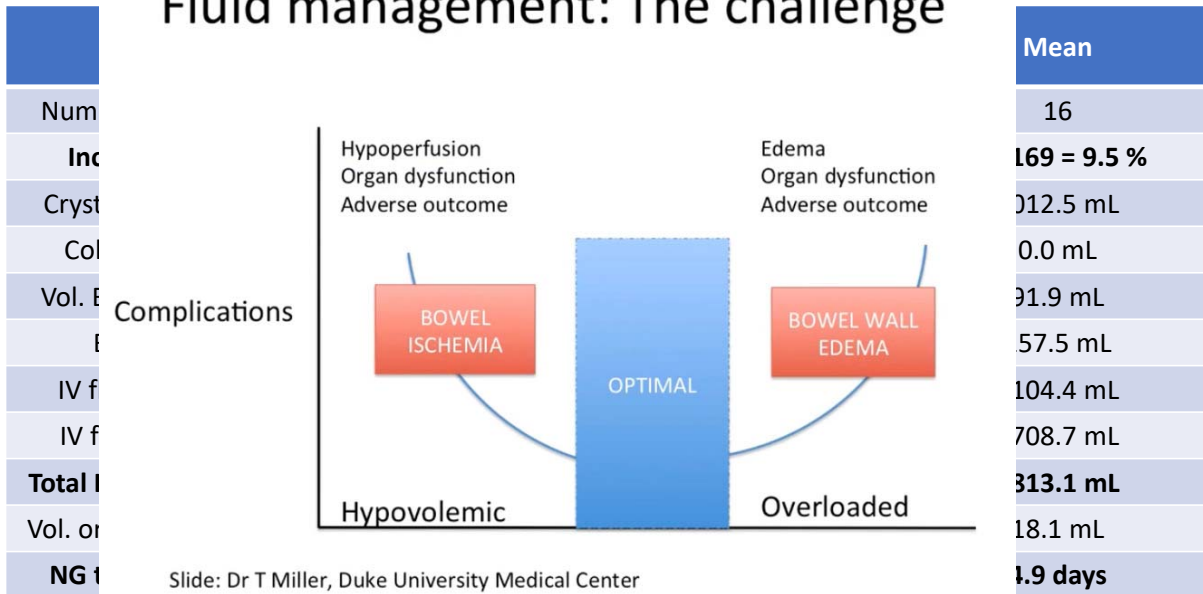 Fluid management: The challenge
Mean
Num 16
Inc 169 = 9.5 %
Cryst 012.5 mL
Col 0.0 mL
Vol. 91.9 mL
57.5 mL
IV f 104.4 mL
IV f 708.7 mL
Total 813.1 mL
Vol. or 18.1 mL
NG t 4.9 days
Hypoperfusion
Organ dysfunction
Adverse outcome
Edema
Organ dysfunction
Adverse outcome
Complications
BOWEL
ISCHEMIA
OPTIMAL
BOWEL WALL
EDEMA
Hypovolemic
Overloaded
Slide: Dr T Miller, Duke University Medical Center